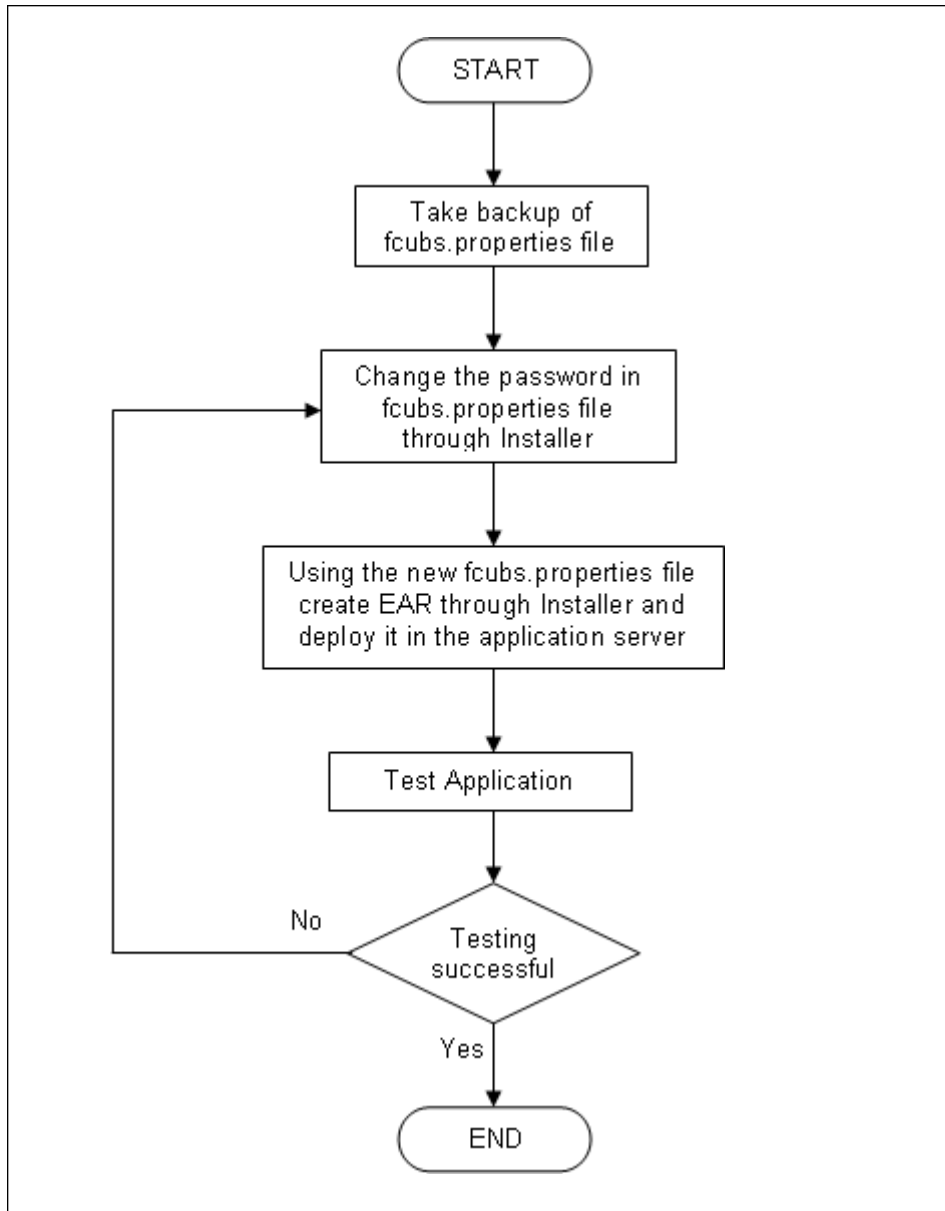 START
Take backup of
fcubs.properties file
Change the password in
fcubs.properties file
through Installer
Using the new fcubs.properties file
create EAR through Installer and
deploy it in the application server
Test Application
No
Testing
successful
Yes
END